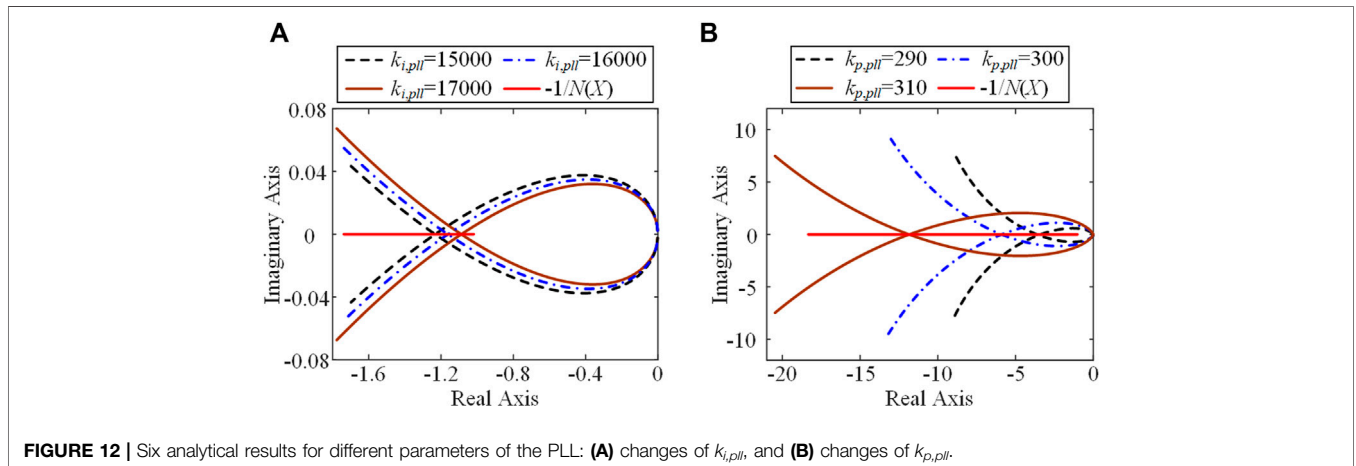 A
k_{i,pll}=15000 k_{i,pll}=16000
k_{i,pll}=17000 -1/N(X)
Imaginary Axis
0.08
0.04
0
-0.04
-0.08
-1.6 -1.2 -0.8 -0.4 0
Real Axis
B
k_{p,pll}=290 k_{p,pll}=300
k_{p,pll}=310 -1/N(X)
Imaginary Axis
10
5
0
-5
-10
-20 -15 -10 -5 0
Real Axis
FIGURE 12 | Six analytical results for different parameters of the PLL: (A) changes of k_{i,pll}, and (B) changes of k_{p,pll}.